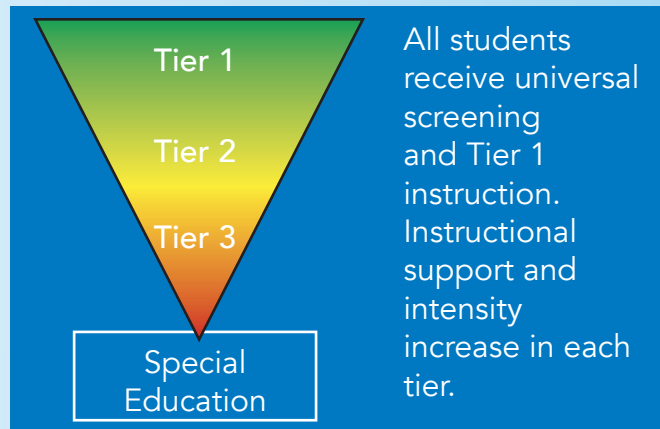 Tier 1
Tier 2
Tier 3
Special
Education
All students
receive universal
screening
and Tier 1
instruction.
Instructional
support and
intensity
increase in each
tier.